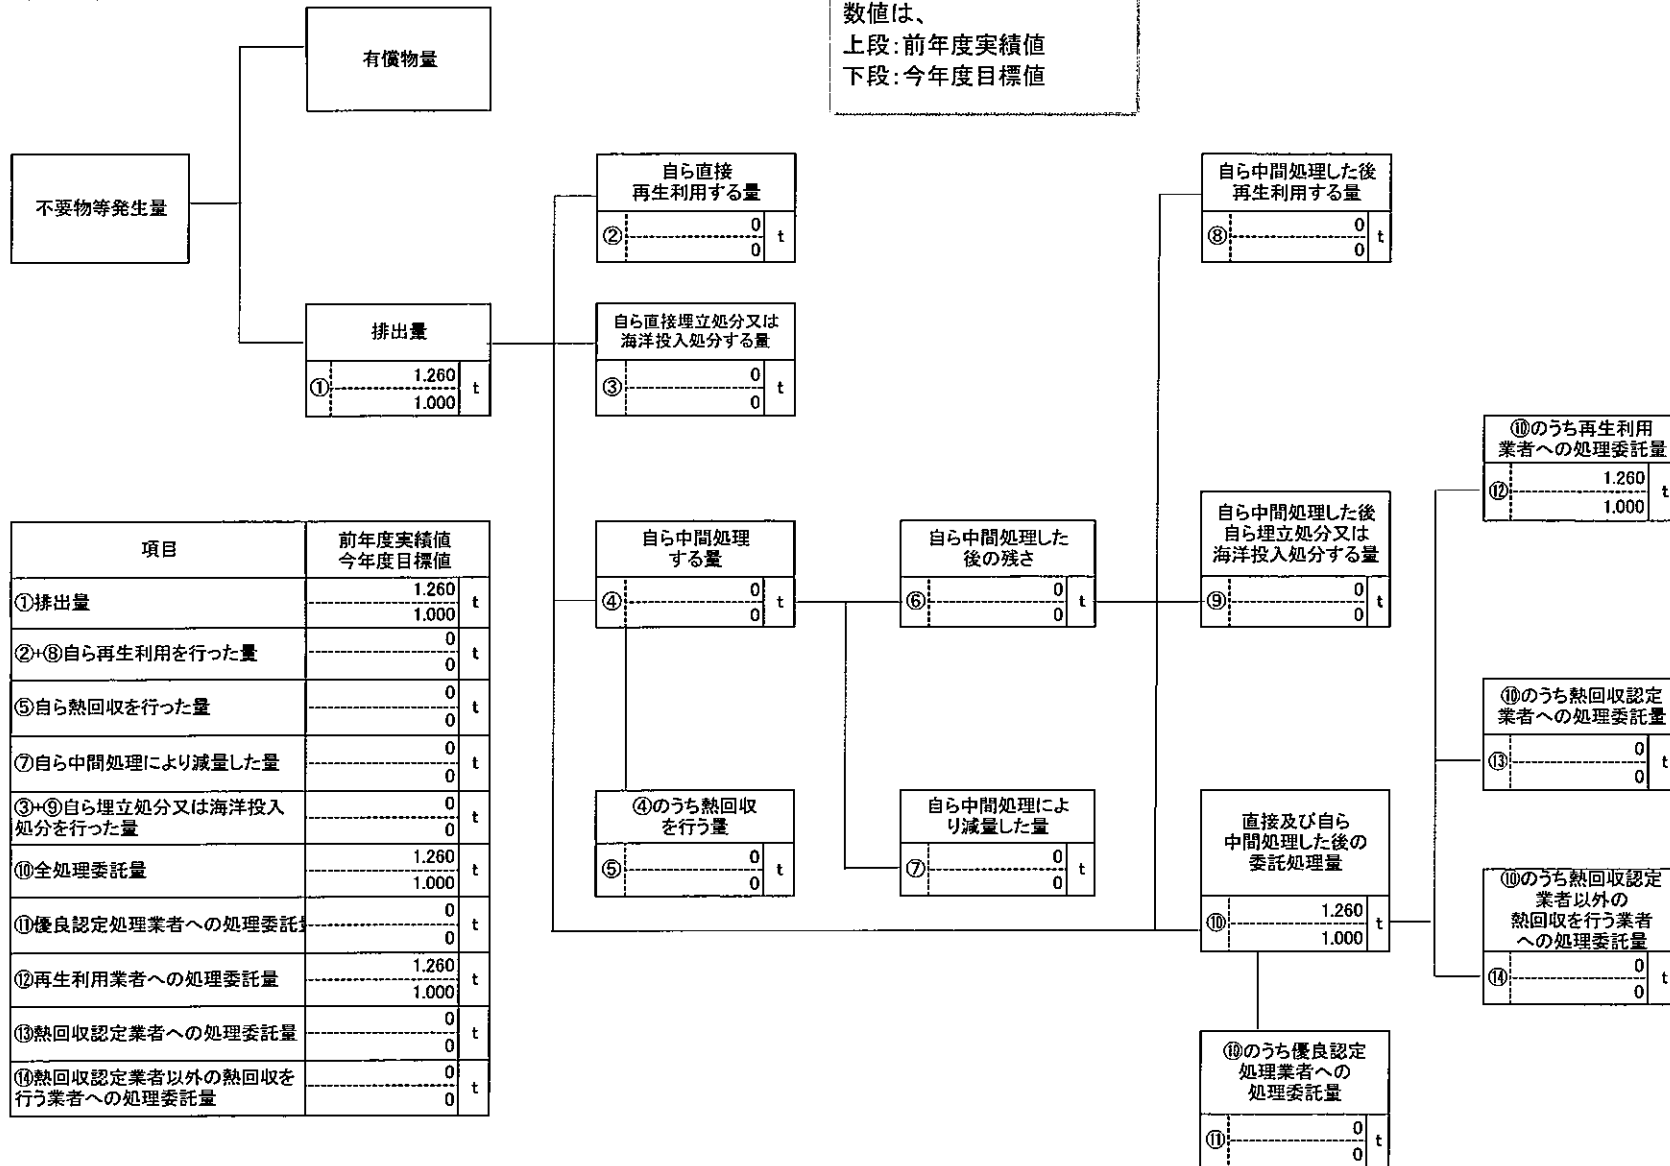 数値は、
上段:前年度実績値
下段:今年度目標値
有償物量
不要物等発生量
排出量
① 1.260 t
1.000
自ら直接
再生利用する量
② 0 t
0
自ら直接埋立処分又は
海洋投入処分する量
③ 0 t
0
自ら中間処理
する量
④ 0 t
0
④のうち熱回収
を行う量
⑤ 0 t
0
自ら中間処理した
後の残さ
⑥ 0 t
0
自ら中間処理によ
り減量した量
⑦ 0 t
0
自ら中間処理した後
再生利用する量
⑧ 0 t
0
自ら中間処理した後
自ら埋立処分又は
海洋投入処分する量
⑨ 0 t
0
直接及び自ら
中間処理した後の
委託処理量
⑩ 1.260 t
1.000
⑩のうち優良認定
処理業者への
処理委託量
⑪ 0 t
0
⑩のうち再生利用
業者への処理委託量
⑫ 1.260 t
1.000
⑩のうち熱回収認定
業者への処理委託量
⑬ 0 t
0
⑩のうち熱回収認定
業者以外の
熱回収を行う業者
への処理委託量
⑭ 0 t
0
項目 前年度実績値
今年度目標値
①排出量 1.260 t
1.000
②+⑧自ら再生利用を行った量 0 t
0
⑤自ら熱回収を行った量 0 t
0
⑦自ら中間処理により減量した量 0 t
0
③+⑨自ら埋立処分又は海洋投入
処分を行った量 0 t
0
⑩全処理委託量 1.260 t
1.000
⑪優良認定処理業者への処理委託 0 t
0
⑫再生利用業者への処理委託量 1.260 t
1.000
⑬熱回収認定業者への処理委託量 0 t
0
⑭熱回収認定業者以外の熱回収を
行う業者への処理委託量 0 t
0